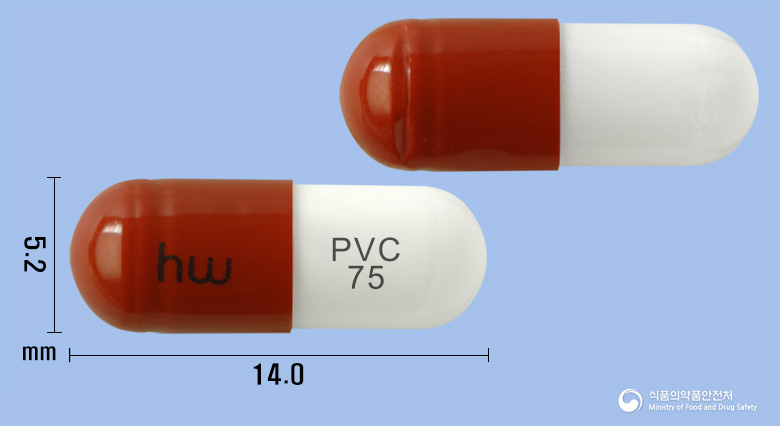 hw
PVC
75
5.2
mm
14.0
식품의약품안전처
Ministry of Food and Drug Safety